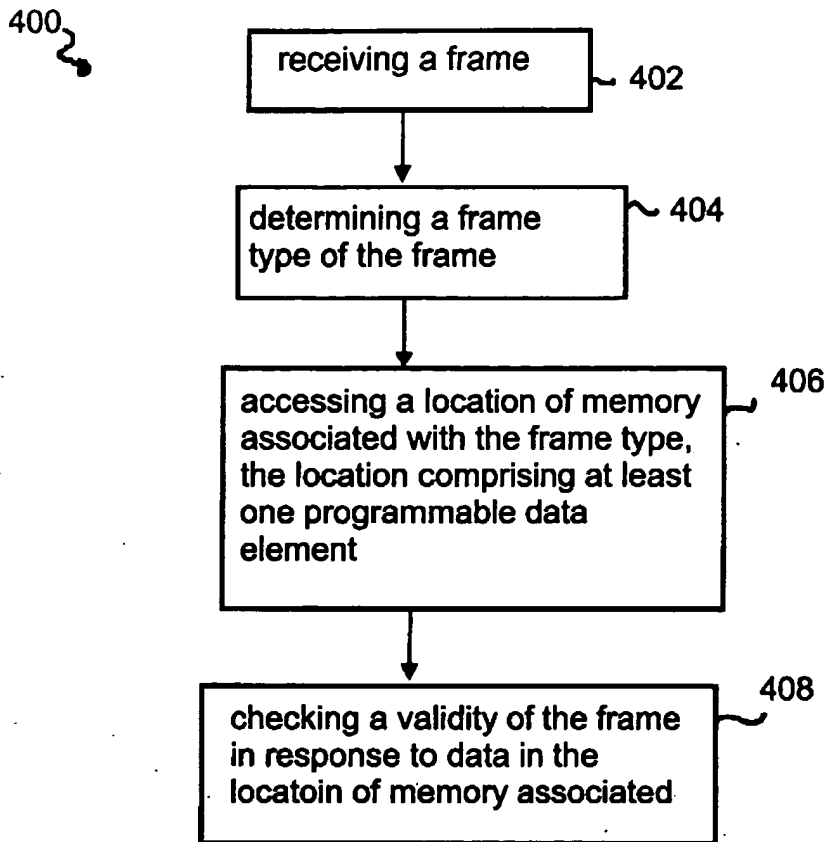 400
receiving a frame
402
determining a frame
type of the frame
404
accessing a location of memory
associated with the frame type,
the location comprising at least
one programmable data
element
406
checking a validity of the frame
in response to data in the
locatoin of memory associated
408